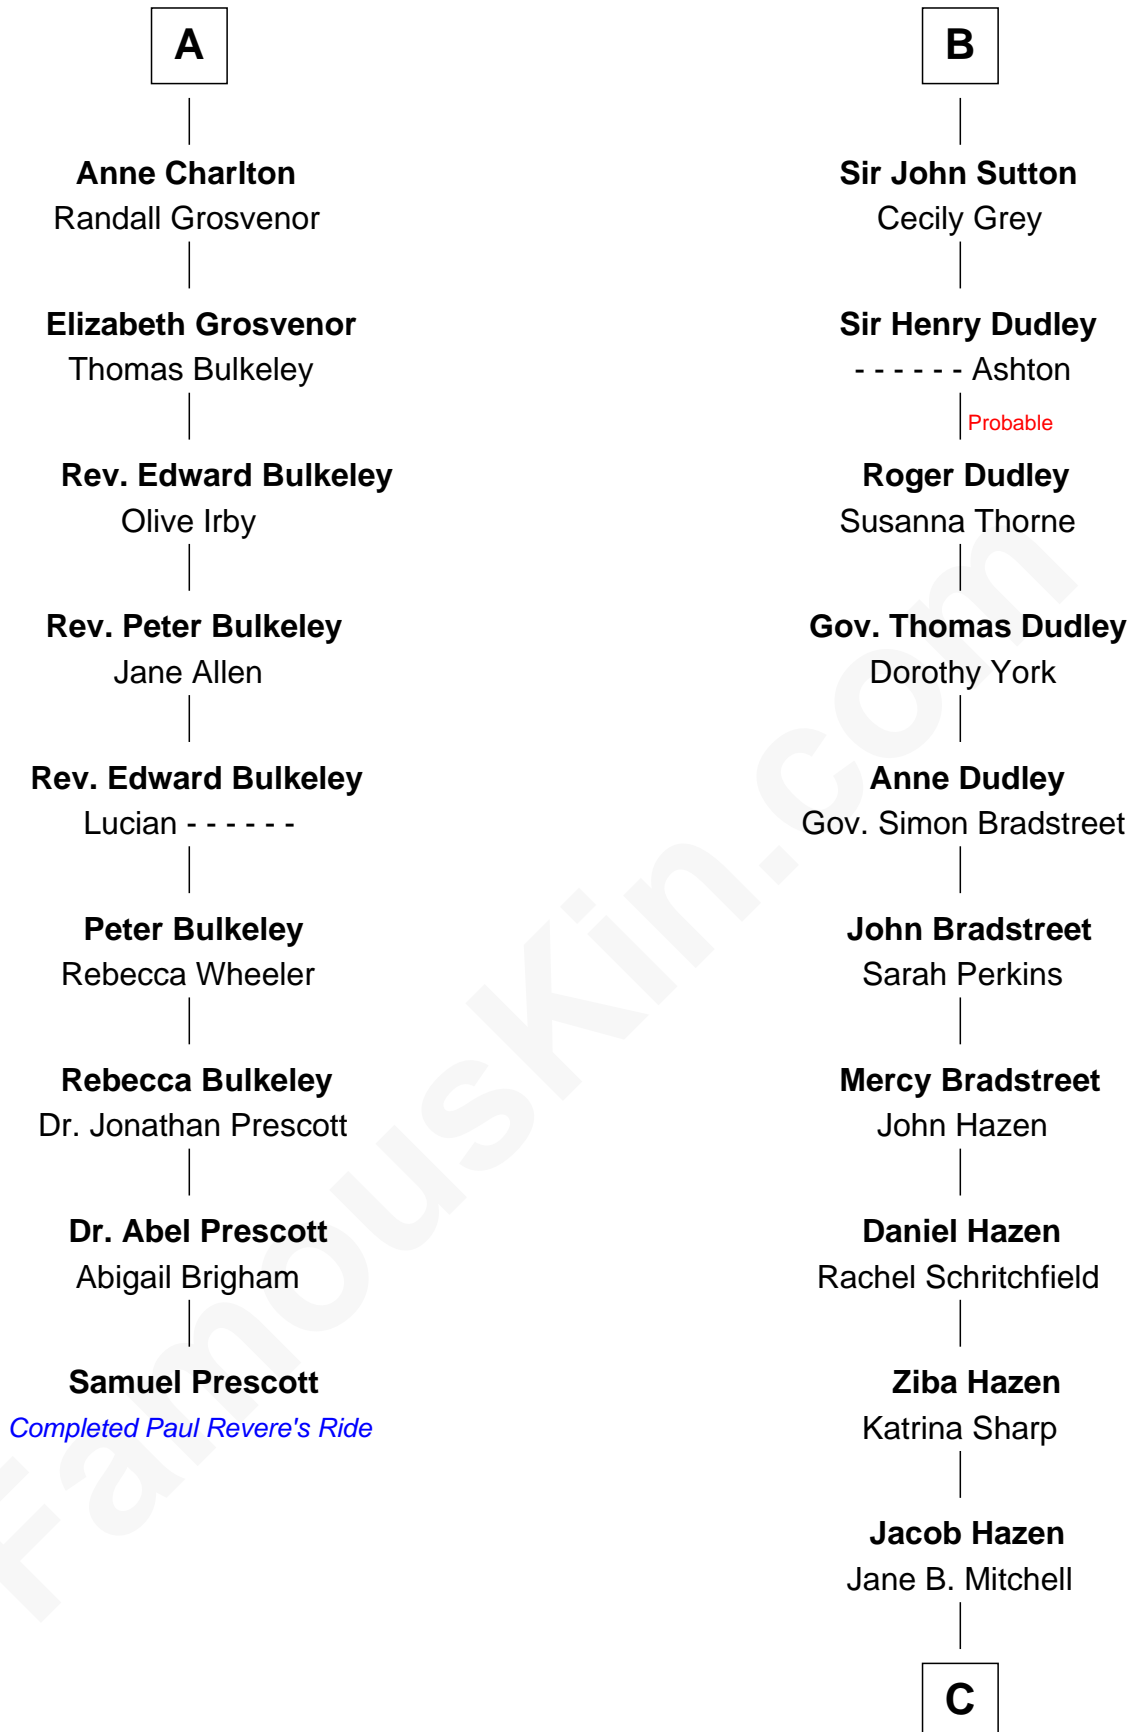 A
Anne Charlton
Randall Grosvenor
Elizabeth Grosvenor
Thomas Bulkeley
Rev. Edward Bulkeley
Olive Irby
Rev. Peter Bulkeley
Jane Allen
Rev. Edward Bulkeley
Lucian - - - - - -
Peter Bulkeley
Rebecca Wheeler
Rebecca Bulkeley
Dr. Jonathan Prescott
Dr. Abel Prescott
Abigail Brigham
Samuel Prescott
Completed Paul Revere's Ride
B
Sir John Sutton
Cecily Grey
Sir Henry Dudley
- - - - - - Ashton
Probable
Roger Dudley
Susanna Thorne
Gov. Thomas Dudley
Dorothy York
Anne Dudley
Gov. Simon Bradstreet
John Bradstreet
Sarah Perkins
Mercy Bradstreet
John Hazen
Daniel Hazen
Rachel Schritchfield
Ziba Hazen
Katrina Sharp
Jacob Hazen
Jane B. Mitchell
C
FamousKin.com